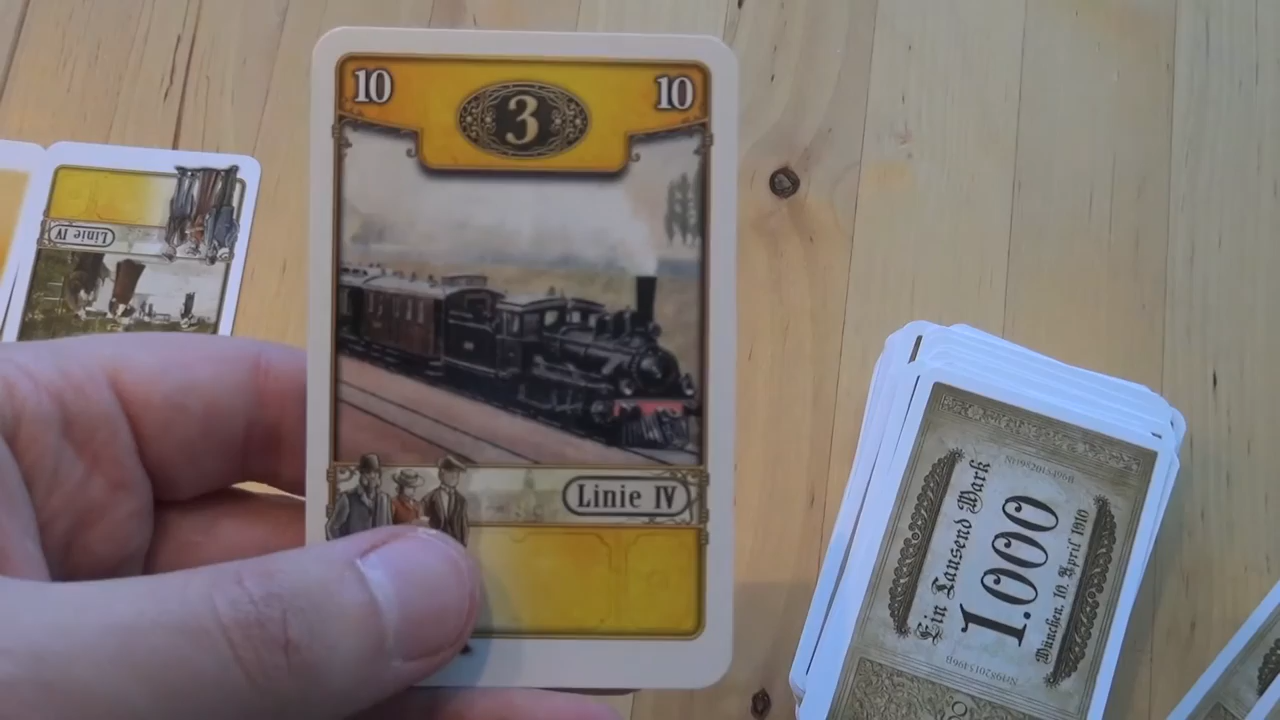 10
3
10
Linie IV
Linie IV
Ein Tausend Mark
1.000
München, 10. April 1910